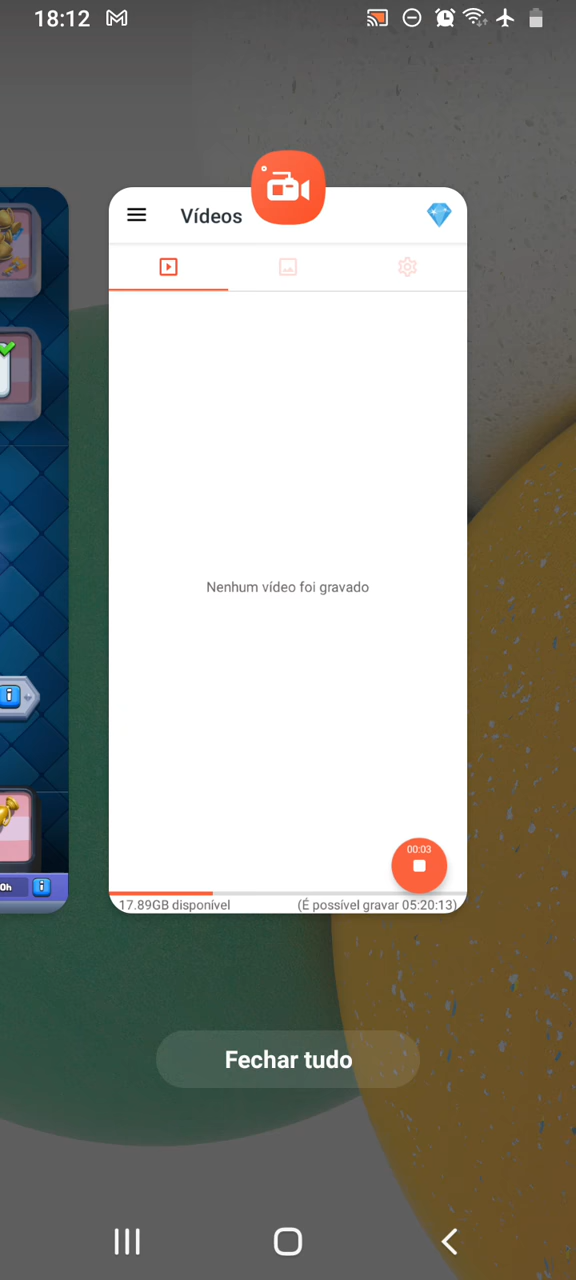 18:12
Vídeos
Nenhum vídeo foi gravado
00:03
0h
17.89GB disponível
(É possível gravar 05:20:13)
Fechar tudo